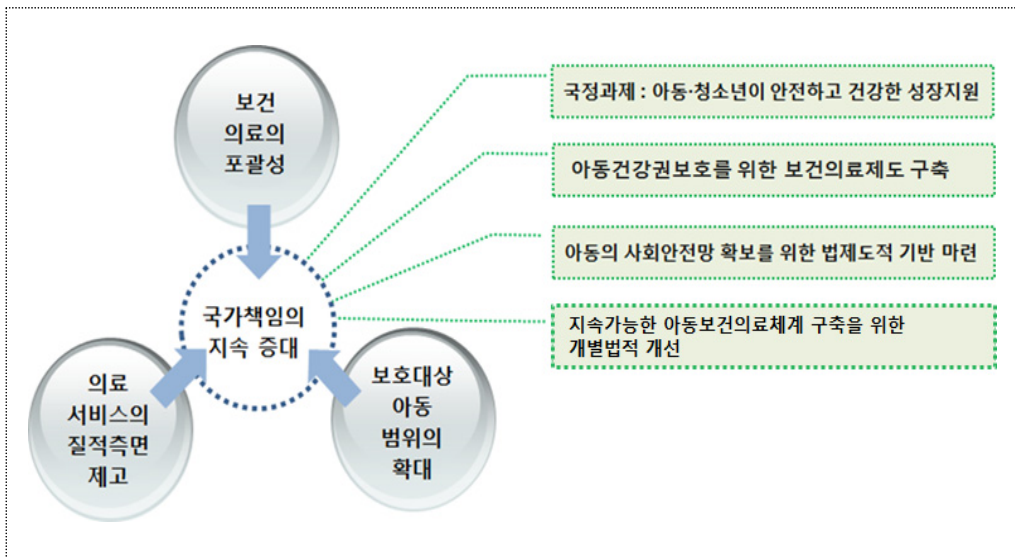 보건
의료의
포괄성
국가책임의
지속 증대
의료
서비스의
질적측면
제고
보호대상
아동
범위의
확대
국정과제 : 아동·청소년이 안전하고 건강한 성장지원
아동건강권보호를 위한 보건의료제도 구축
아동의 사회안전망 확보를 위한 법제도적 기반 마련
지속가능한 아동보건의료체계 구축을 위한
개별법적 개선